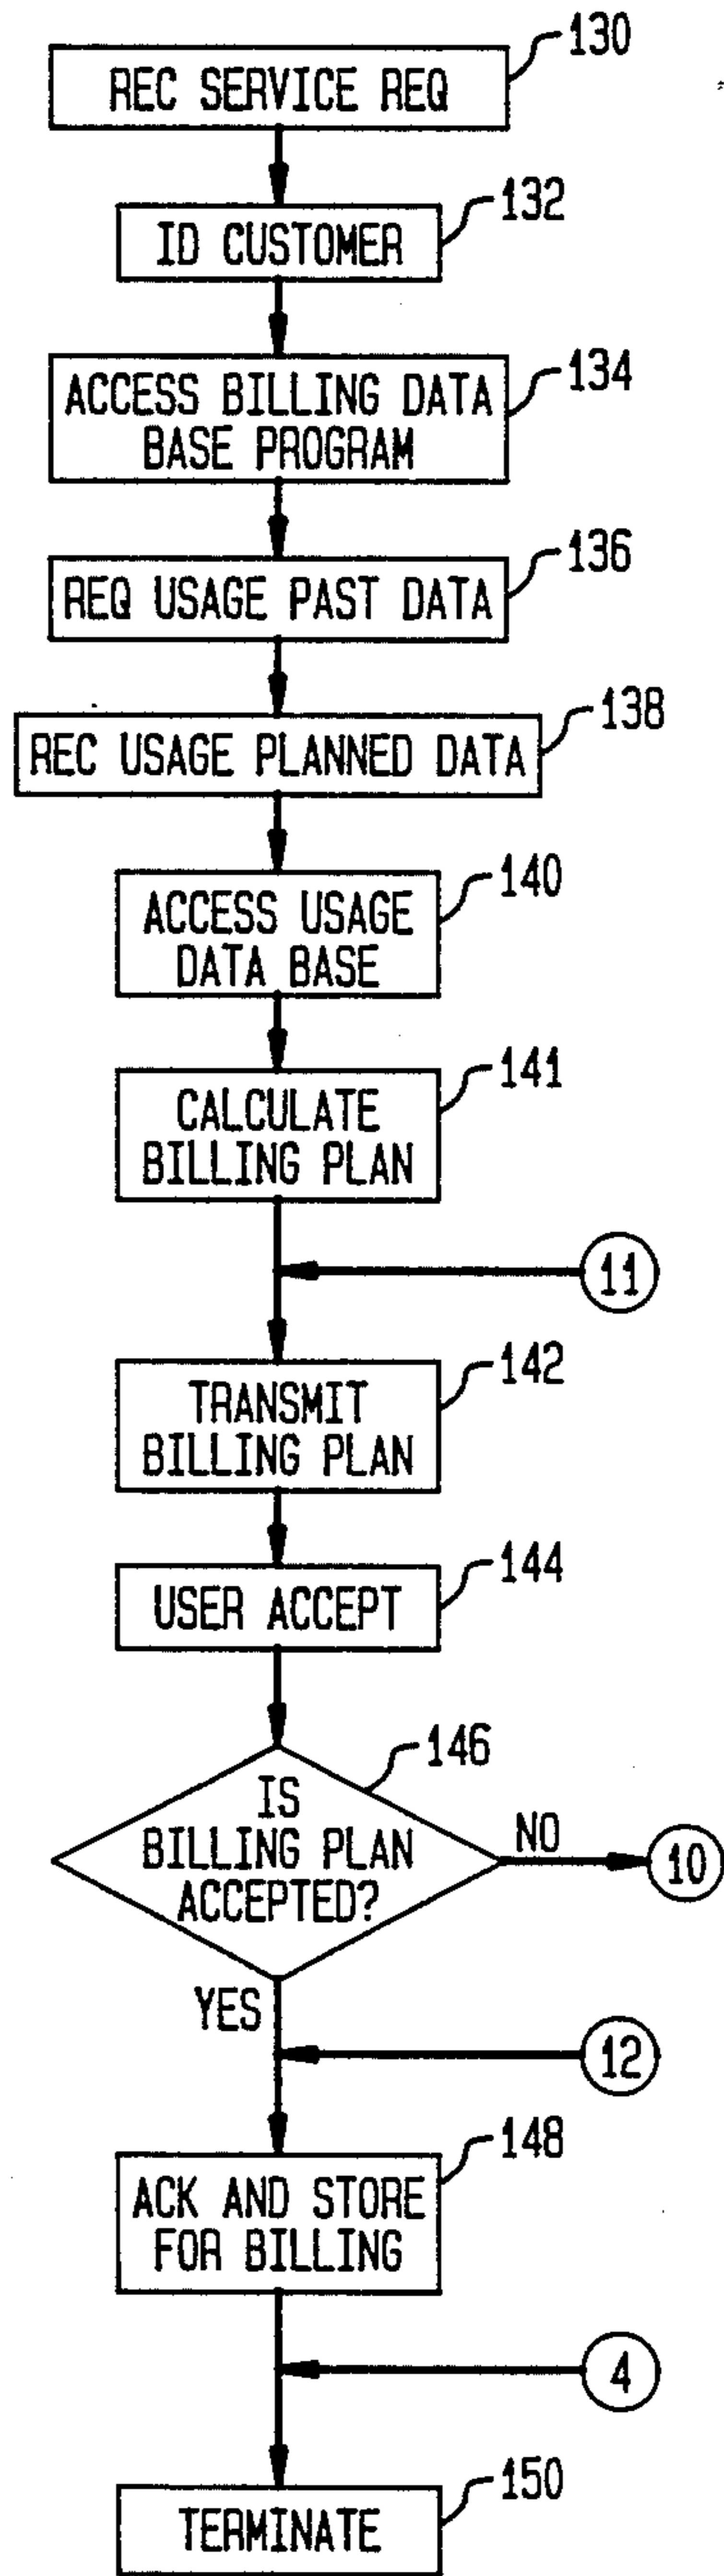 130
REC SERVICE REQ
132
ID CUSTOMER
134
ACCESS BILLING DATA
BASE PROGRAM
136
REQ USAGE PAST DATA
138
REC USAGE PLANNED DATA
140
ACCESS USAGE
DATA BASE
141
CALCULATE
BILLING PLAN
11
142
TRANSMIT
BILLING PLAN
144
USER ACCEPT
146
IS
BILLING PLAN
ACCEPTED?
NO
10
YES
12
148
ACK AND STORE
FOR BILLING
4
150
TERMINATE